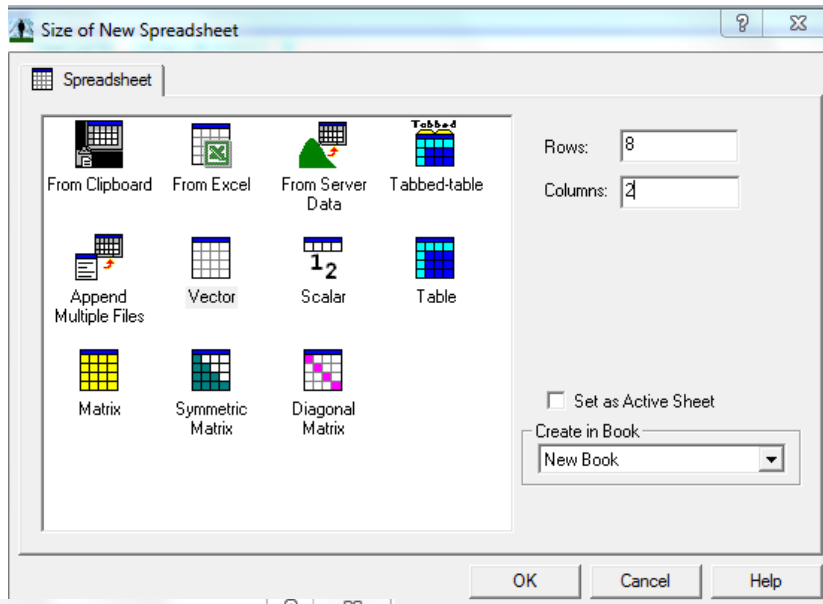 Size of New Spreadsheet
Spreadsheet
Tabbed
From Clipboard
From Excel
From Server
Data
Tabbed-table
Append
Multiple Files
1 2
Vector
Scalar
Table
Matrix
Symmetric
Matrix
Diagonal
Matrix
Rows: 8
Columns: 2
Set as Active Sheet
Create in Book
New Book
OK Cancel Help